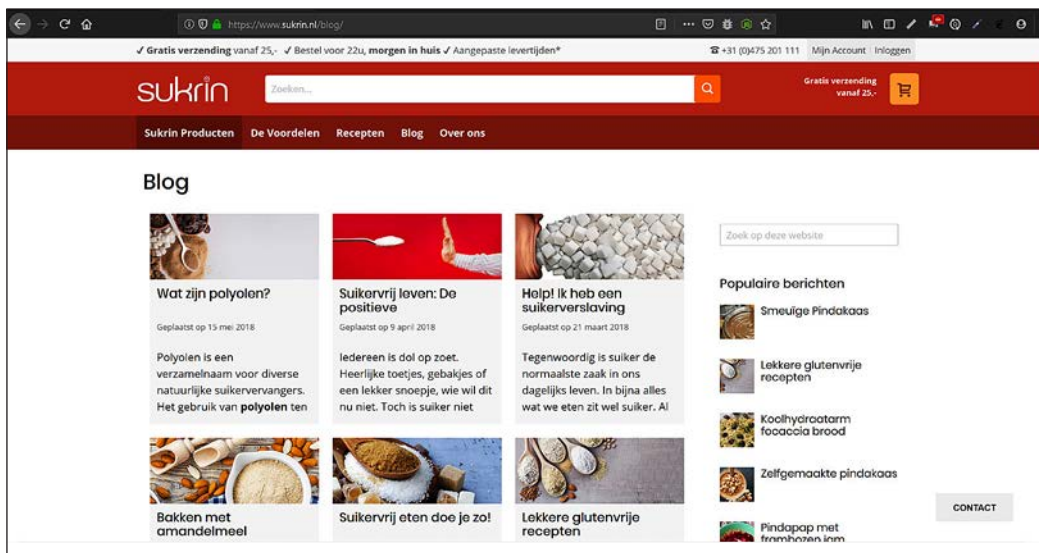 https://www.sukrin.nl/blog/
✓ Gratis verzending vanaf 25,- ✓ Bestel voor 22u, morgen in huis ✓ Aangepaste levertijden*
☎ +31 (0)475 201 111 Mijn Account Inloggen
sukrin
Zoeken...
Gratis verzending
vanaf 25,-
Sukrin Producten De Voordelen Recepten Blog Over ons
Blog
Wat zijn polyolen?
Geplaatst op 15 mei 2018
Polyolen is een
verzamelnaam voor diverse
natuurlijke suikervervangers.
Het gebruik van polyolen ten
Suikervrij leven: De
positieve
Geplaatst op 9 april 2018
Iedereen is dol op zoet.
Heerlijke toetjes, gebakjes of
een lekker snoepje, wie wil dit
nu niet. Toch is suiker niet
Help! Ik heb een
suikerverslaving
Geplaatst op 21 maart 2018
Tegenwoordig is suiker de
normaalste zaak in ons
dagelijks leven. In bijna alles
wat we eten zit wel suiker. Al
Bakken met
amandelmeel
Suikervrij eten doe je zo!
Lekkere glutenvrije
recepten
Zoek op deze website
Populaire berichten
Smeuïge Pindakaas
Lekkere glutenvrije
recepten
Koolhydraatarm
focaccia brood
Zelfgemaakte pindakaas
Pindapap met
frambozen jam
CONTACT